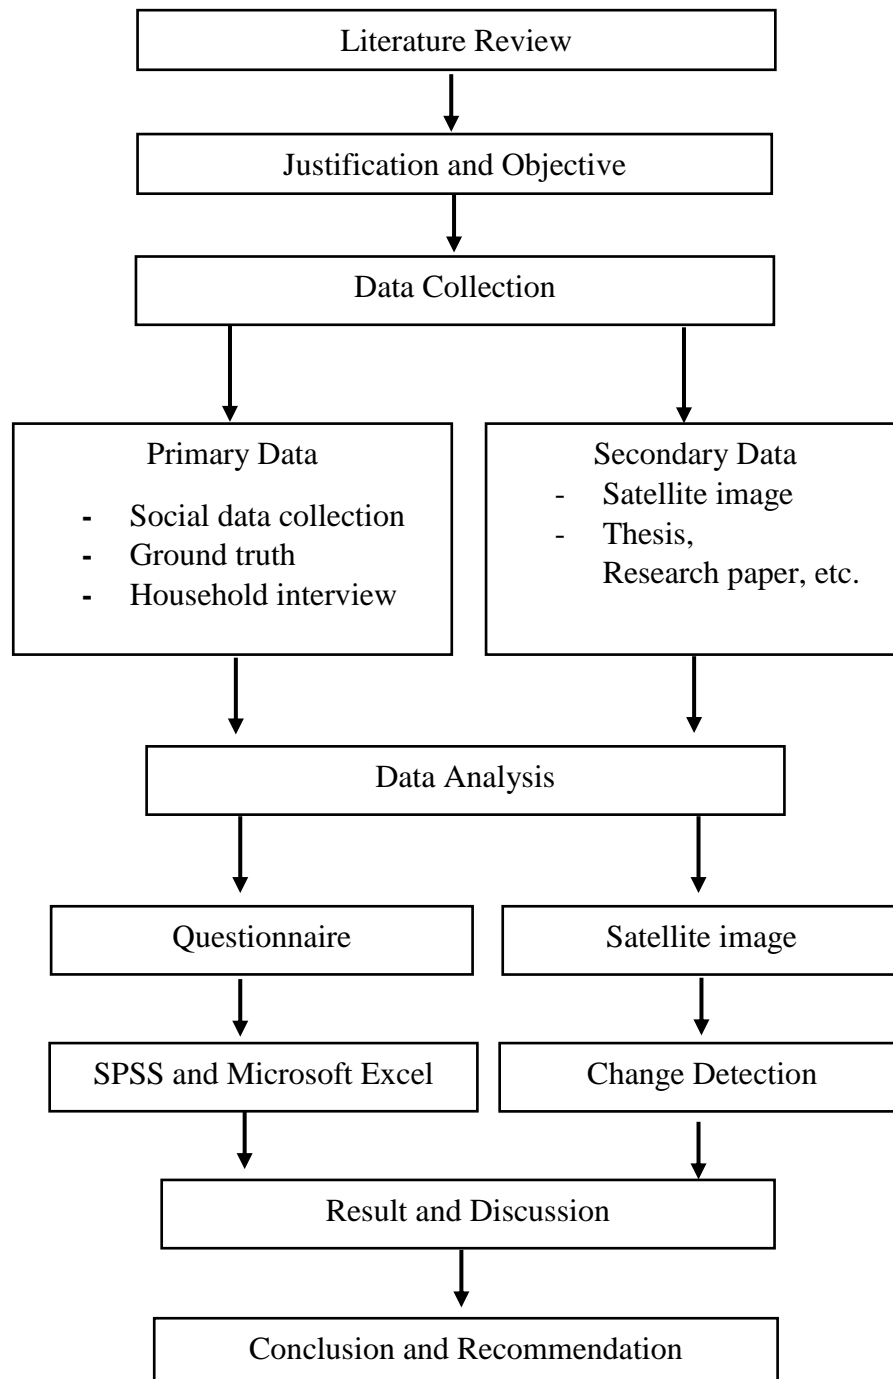 Literature Review
Justification and Objective
Data Collection
Primary Data
- Social data collection
- Ground truth
- Household interview
Secondary Data
- Satellite image
- Thesis,
Research paper, etc.
Data Analysis
Questionnaire
Satellite image
SPSS and Microsoft Excel
Change Detection
Result and Discussion
Conclusion and Recommendation